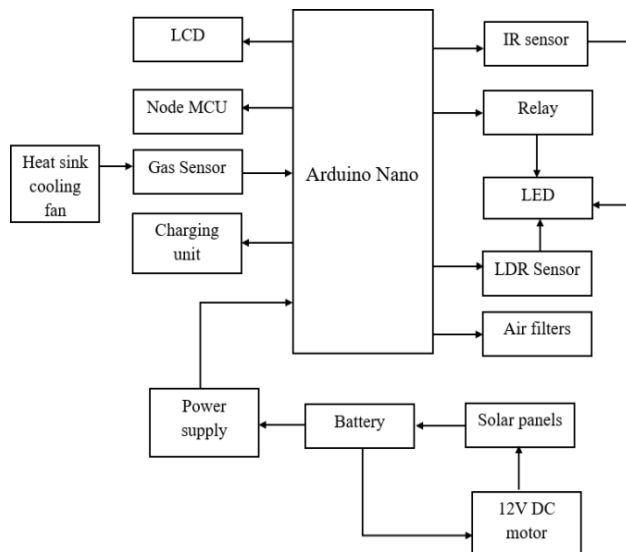 LCD
IR sensor
Node MCU
Relay
Heat sink
cooling
fan
Gas Sensor
Arduino Nano
LED
Charging
unit
LDR Sensor
Air filters
Power
supply
Battery
Solar panels
12V DC
motor